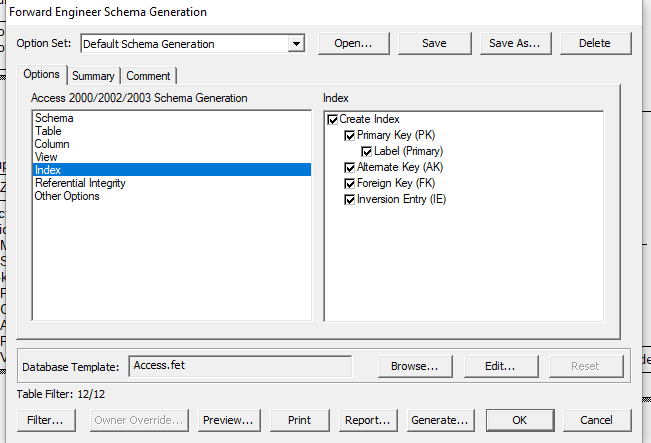 Forward Engineer Schema Generation
Option Set: Default Schema Generation Open... Save Save As... Delete
Options Summary Comment
Access 2000/2002/2003 Schema Generation Index
Schema
Table
Column
View
Index
Referential Integrity
Other Options
Create Index
Primary Key (PK)
Label (Primary)
Alternate Key (AK)
Foreign Key (FK)
Inversion Entry (IE)
Database Template: Access.fet Browse... Edit... Reset
Table Filter: 12/12
Filter... Owner Override... Preview... Print Report... Generate... OK Cancel